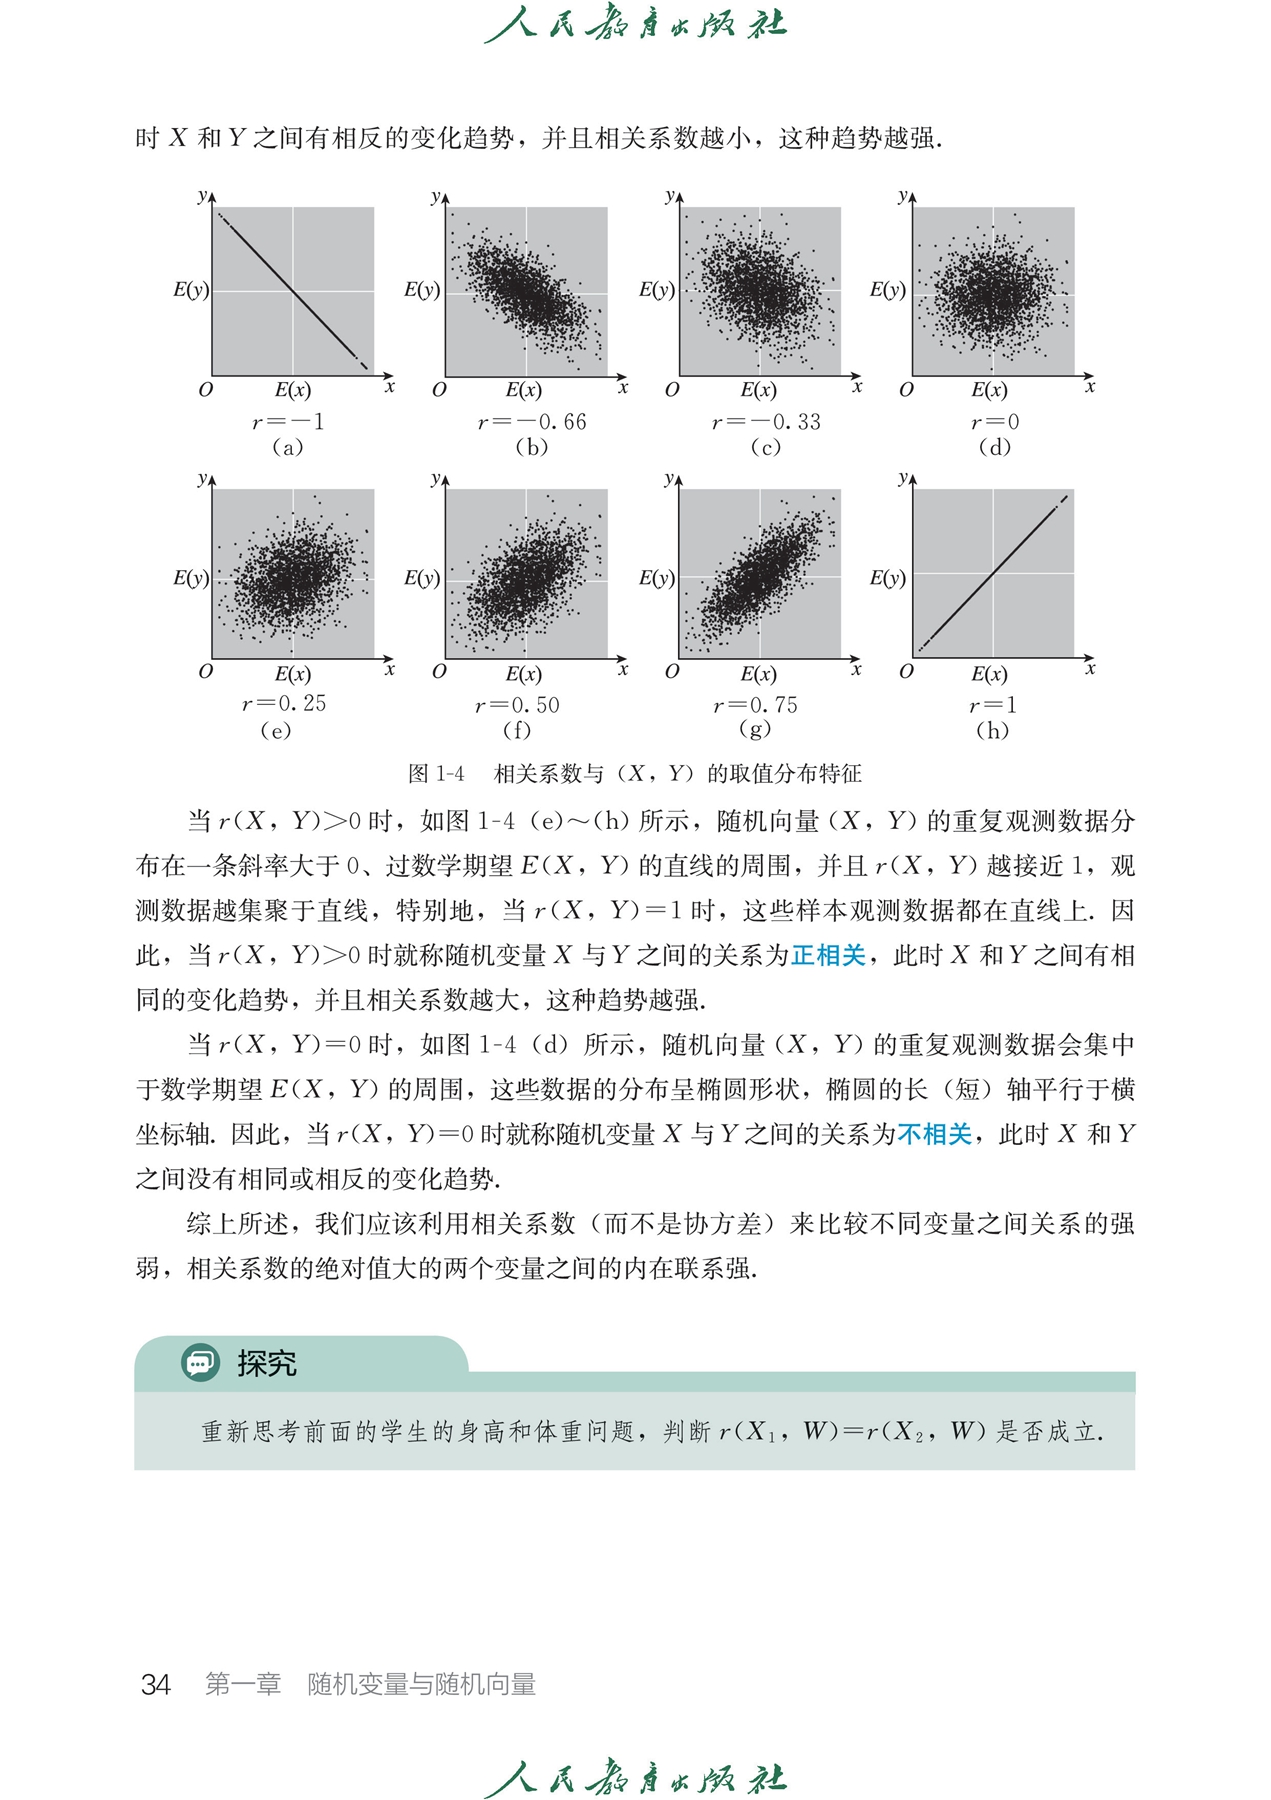 人民教育出版社
时 X 和 Y 之间有相反的变化趋势，并且相关系数越小，这种趋势越强.
y y y y
E(y) E(y) E(y) E(y)
O E(x) x O E(x) x O E(x) x O E(x) x
r=-1 r=-0.66 r=-0.33 r=0
(a) (b) (c) (d)
y y y y
E(y) E(y) E(y) E(y)
O E(x) x O E(x) x O E(x) x O E(x) x
r=0.25 r=0.50 r=0.75 r=1
(e) (f) (g) (h)
图 1-4 相关系数与（X，Y）的取值分布特征
当 r(X，Y)>0 时，如图 1-4（e）～（h）所示，随机向量（X，Y）的重复观测数据分
布在一条斜率大于 0、过数学期望 E(X，Y) 的直线的周围，并且 r(X，Y) 越接近 1，观
测数据越集聚于直线，特别地，当 r(X，Y)=1 时，这些样本观测数据都在直线上. 因
此，当 r(X，Y)>0 时就称随机变量 X 与 Y 之间的关系为正相关，此时 X 和 Y 之间有相
同的变化趋势，并且相关系数越大，这种趋势越强.
当 r(X，Y)=0 时，如图 1-4（d）所示，随机向量（X，Y）的重复观测数据会集中
于数学期望 E(X，Y) 的周围，这些数据的分布呈椭圆形状，椭圆的长（短）轴平行于横
坐标轴. 因此，当 r(X，Y)=0 时就称随机变量 X 与 Y 之间的关系为不相关，此时 X 和 Y
之间没有相同或相反的变化趋势.
综上所述，我们应该利用相关系数（而不是协方差）来比较不同变量之间关系的强
弱，相关系数的绝对值大的两个变量之间的内在联系强.
探究
重新思考前面的学生的身高和体重问题，判断 r(X₁，W)=r(X₂，W) 是否成立.
34 第一章 随机变量与随机向量
人民教育出版社